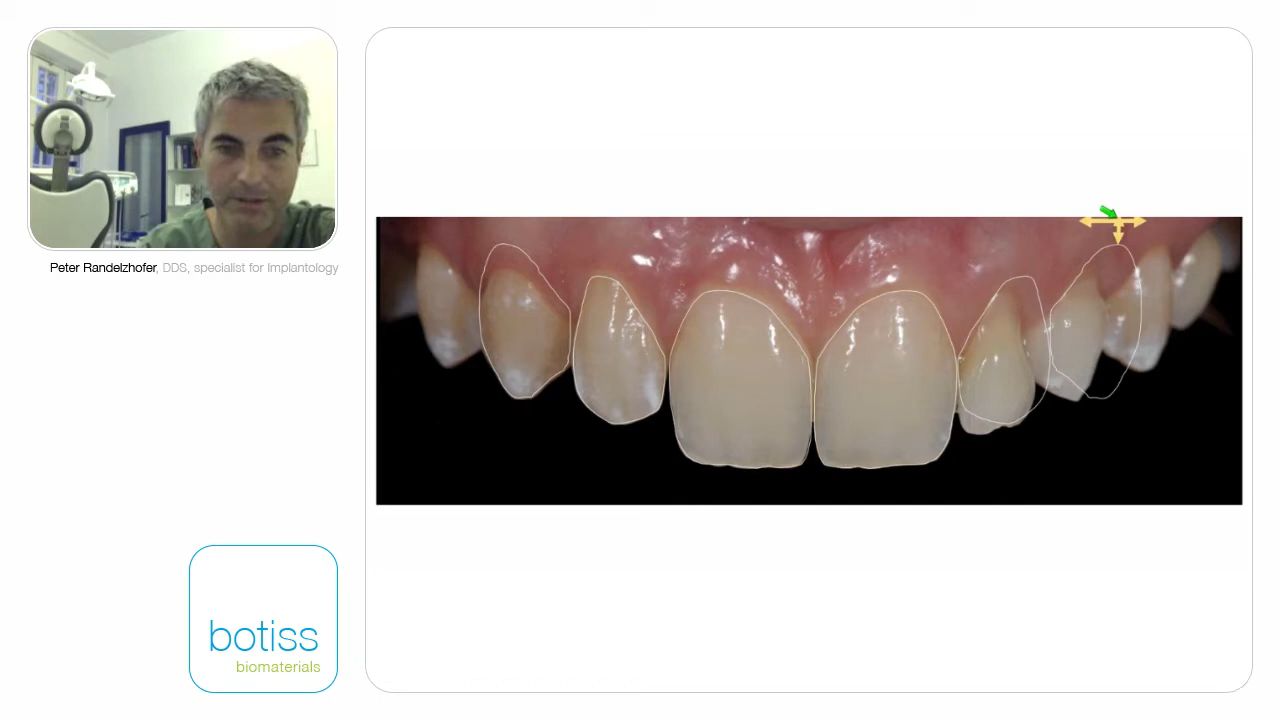 Peter Randelzhofer, DDS, specialist for Implantology
botiss
biomaterials